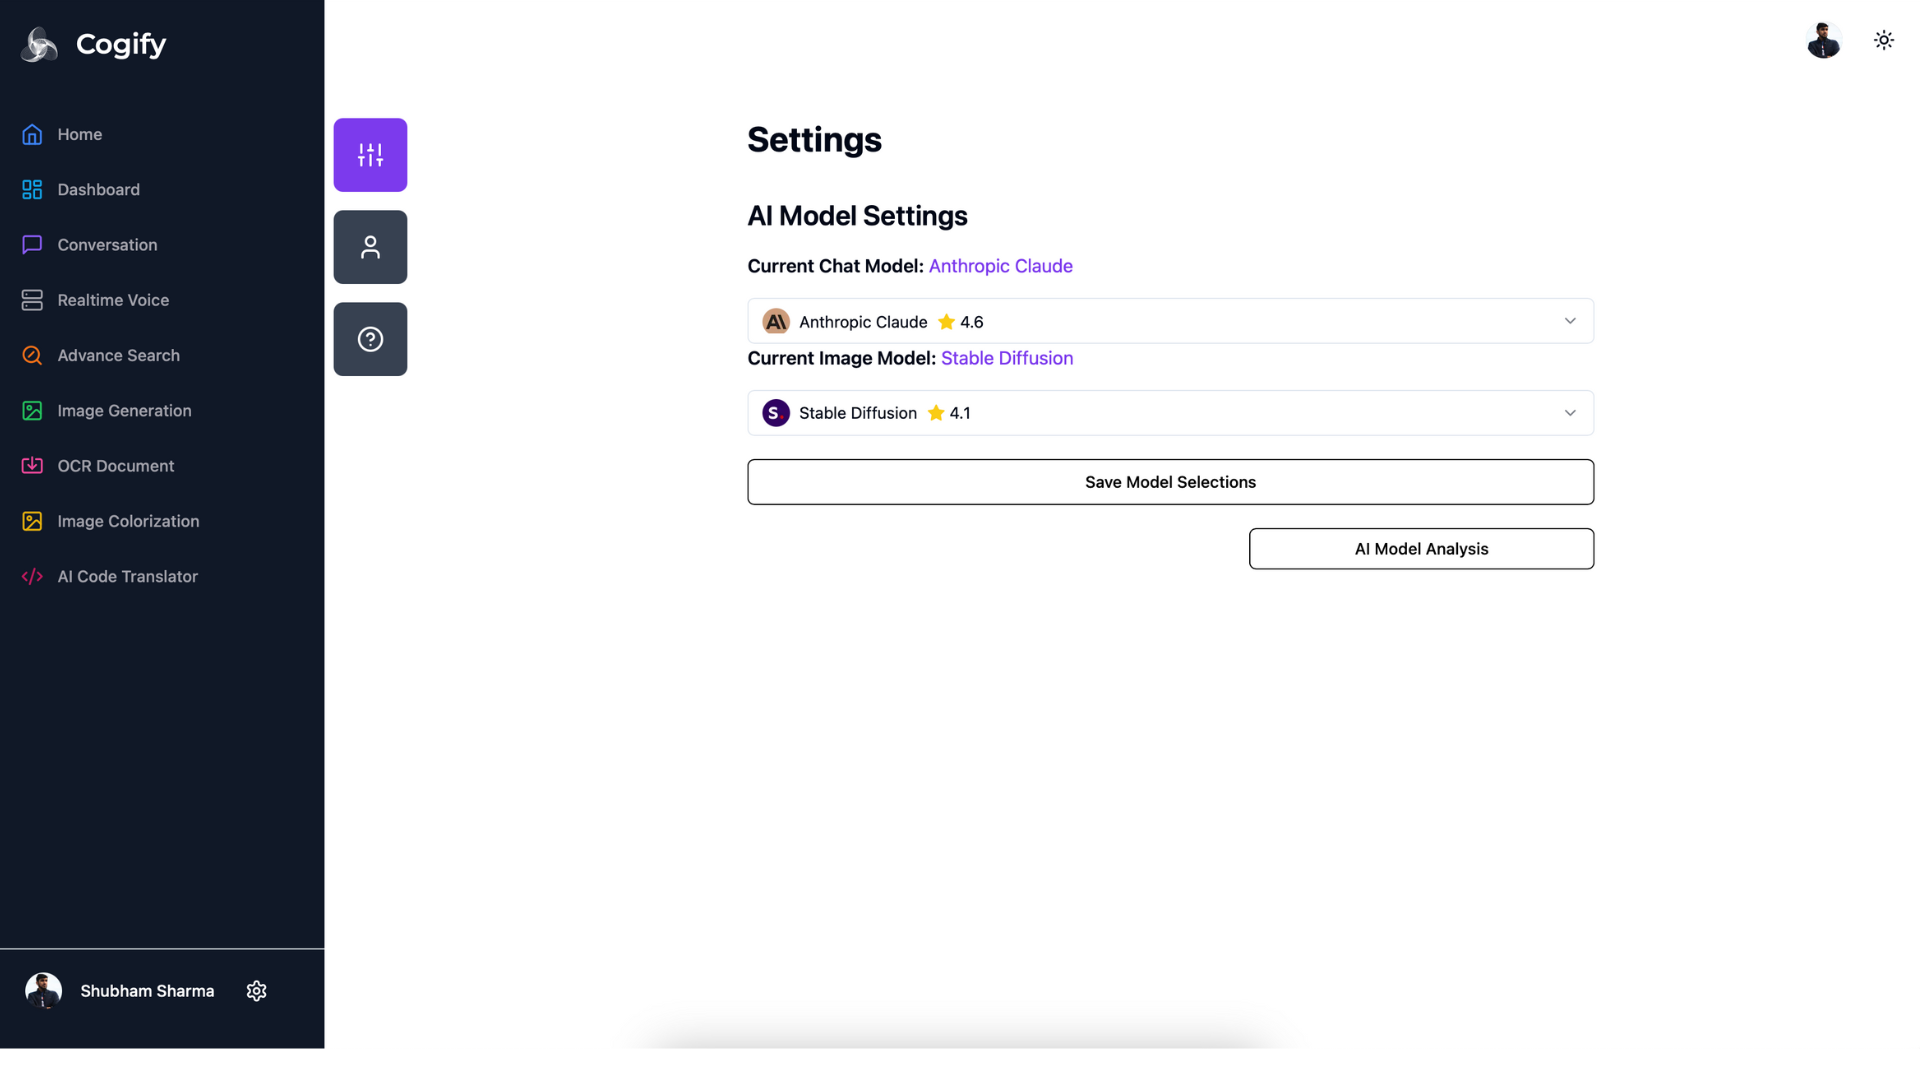 Cogify
Home
Dashboard
Conversation
Realtime Voice
Advance Search
Image Generation
OCR Document
Image Colorization
AI Code Translator
Shubham Sharma
Settings
AI Model Settings
Current Chat Model: Anthropic Claude
Anthropic Claude 4.6
Current Image Model: Stable Diffusion
S. Stable Diffusion 4.1
Save Model Selections
AI Model Analysis